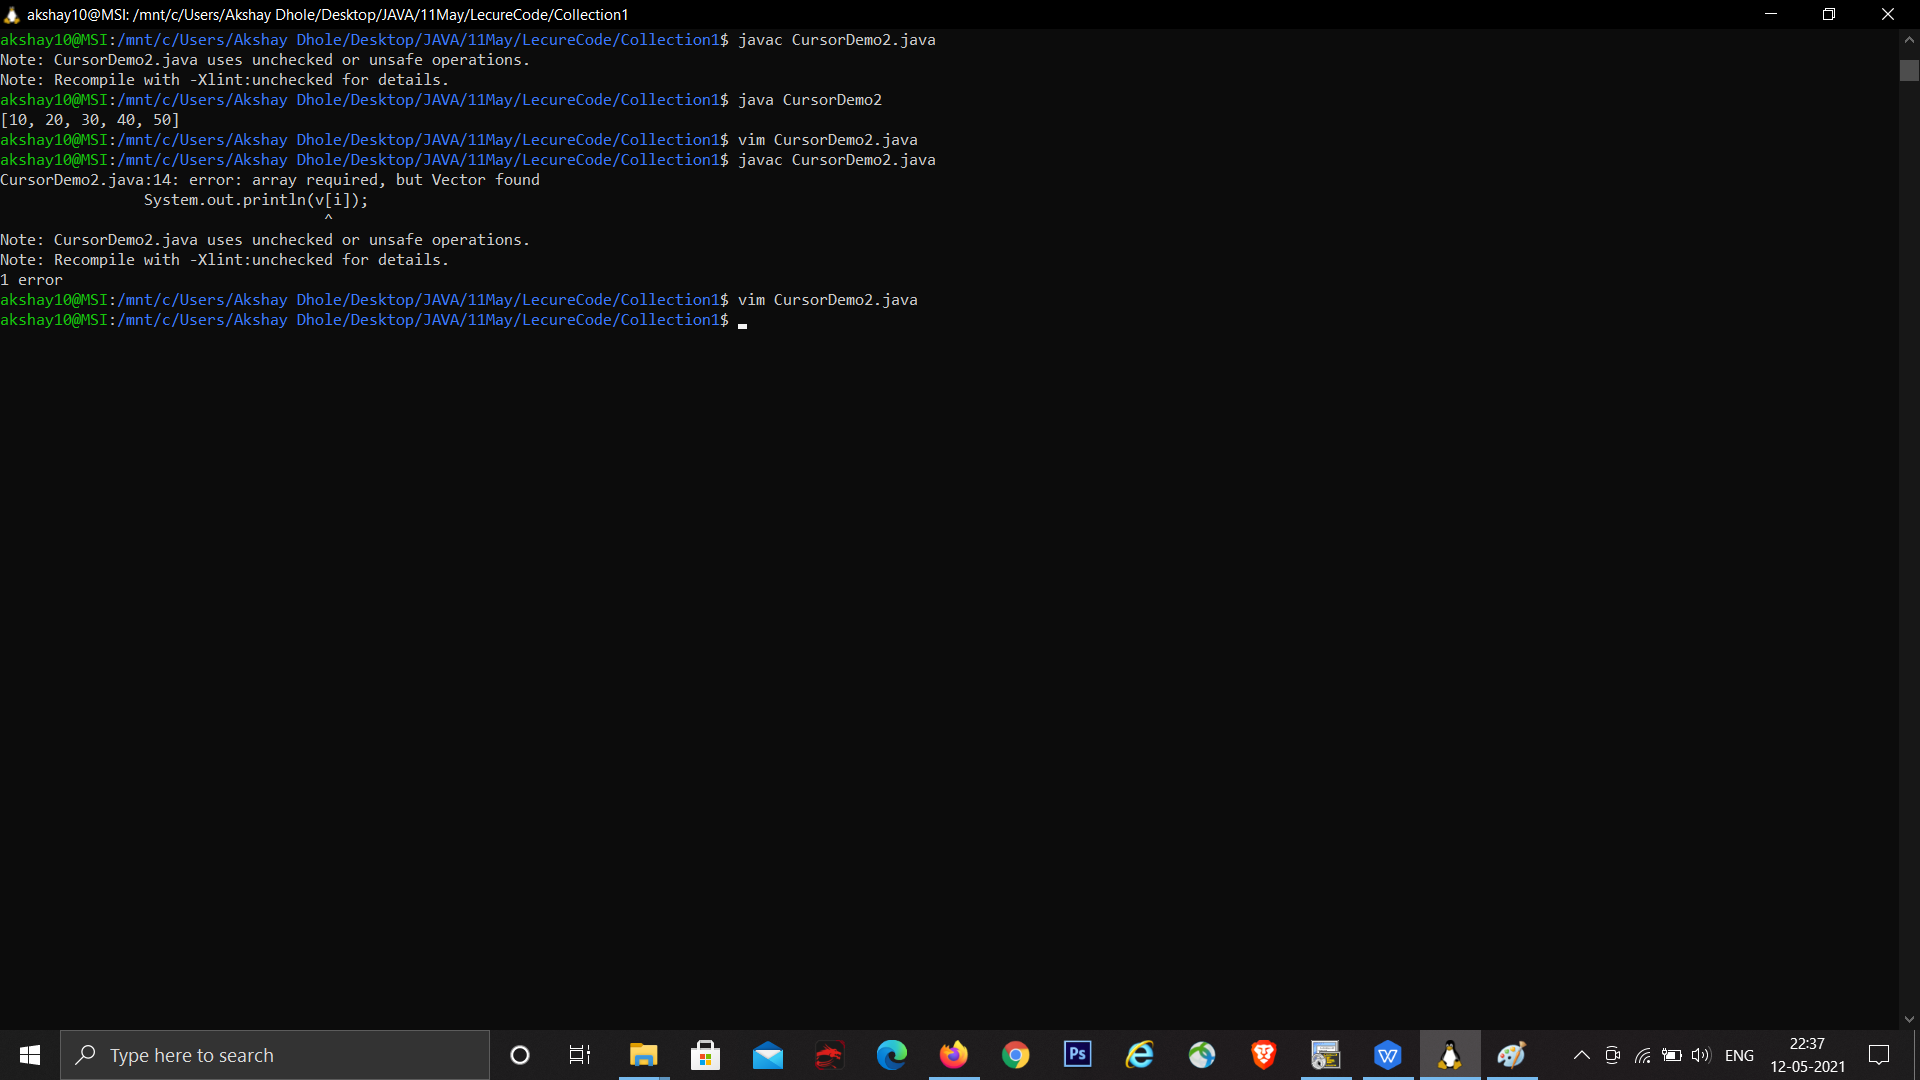 akshay10@MSI: /mnt/c/Users/Akshay Dhole/Desktop/JAVA/11May/LecureCode/Collection1
akshay10@MSI:/mnt/c/Users/Akshay Dhole/Desktop/JAVA/11May/LecureCode/Collection1$ javac CursorDemo2.java
Note: CursorDemo2.java uses unchecked or unsafe operations.
Note: Recompile with -Xlint:unchecked for details.
akshay10@MSI:/mnt/c/Users/Akshay Dhole/Desktop/JAVA/11May/LecureCode/Collection1$ java CursorDemo2
[10, 20, 30, 40, 50]
akshay10@MSI:/mnt/c/Users/Akshay Dhole/Desktop/JAVA/11May/LecureCode/Collection1$ vim CursorDemo2.java
akshay10@MSI:/mnt/c/Users/Akshay Dhole/Desktop/JAVA/11May/LecureCode/Collection1$ javac CursorDemo2.java
CursorDemo2.java:14: error: array required, but Vector found
System.out.println(v[i]);
^
Note: CursorDemo2.java uses unchecked or unsafe operations.
Note: Recompile with -Xlint:unchecked for details.
1 error
akshay10@MSI:/mnt/c/Users/Akshay Dhole/Desktop/JAVA/11May/LecureCode/Collection1$ vim CursorDemo2.java
akshay10@MSI:/mnt/c/Users/Akshay Dhole/Desktop/JAVA/11May/LecureCode/Collection1$
Type here to search
Ps
W
ENG
22:37
12-05-2021